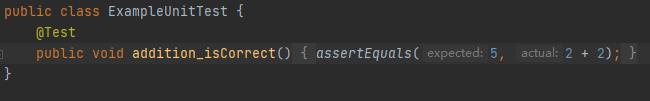 public class ExampleUnitTest {
@Test
public void addition_isCorrect() { assertEquals( expected: 5, actual: 2 + 2); }
}